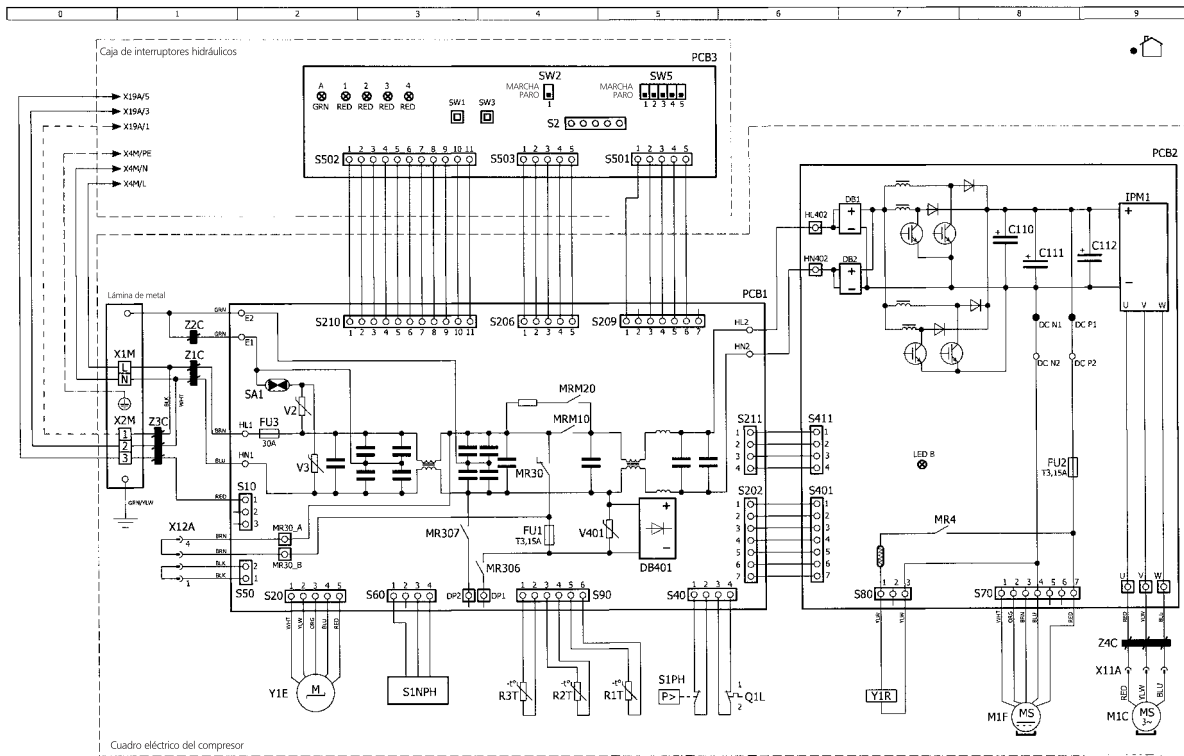 0 1 2 3 4 5 6 7 8 9
Caja de interruptores hidráulicos
X19A/5
X19A/3
X19A/1
X4M/PE
X4M/N
X4M/L
PCB3
A 1 2 3 4
GRN RED RED RED RED
SW1
SW3
SW2
MARCHA
PARO
1
SW5
MARCHA
PARO
1 2 3 4 5
S2
1 2 3 4 5 6 7 8 9 10 11
S502
1 2 3 4 5
S503
1 2 3 4 5
S501
PCB2
DB1
HL402
HN402
DB2
C110
C111
C112
IPM1
+
−
U V W
DC N1
DC P1
DC N2
DC P2
Lámina de metal
PCB1
S210
1 2 3 4 5 6 7 8 9 10 11
S206
1 2 3 4 5
S209
1 2 3 4 5 6 7
HL2
HN2
GRN
E2
GRN
E1
Z2C
Z1C
X1M
L
N
BLK
WHT
X2M
Z3C
1
2
3
GRN/YLW
SA1
V2
BRN
HL1
FU3
30A
BLU
HN1
V3
MRM20
MRM10
MR30
S211
1
2
3
4
S411
1
2
3
4
S202
1
2
3
4
5
6
7
S401
1
2
3
4
5
6
7
LED B
FU2
T3,15A
MR4
RED
S10
1
2
3
X12A
4
BRN
MR30_A
BRN
MR30_B
BLK
BLK
1
2
1
S50
MR307
MR306
FU1
T3,15A
V401
DB401
+
−
S20
1 2 3 4 5
WHT YLW ORG BLU RED
S60
1 2 3 4
DP2
DP1
S90
1 2 3 4 5 6
S40
1 2 3 4
S80
1 2 3
YLW YLW
S70
1 2 3 4 5 6 7
WHT ORG BRN BLU RED
U V W
RED YLW BLU
Z4C
X11A
RED YLW BLU
Y1E
M
S1NPH
-t°
R3T
-t°
R2T
-t°
R1T
S1PH
P>
1
2
Q1L
Y1R
M1F
MS
M1C
MS
3~
Cuadro eléctrico del compresor